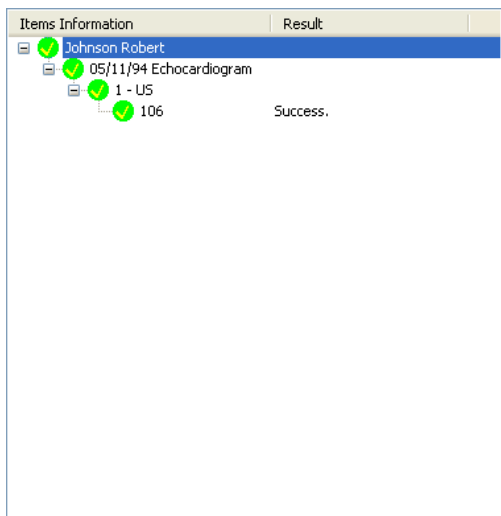 Items Information Result
Johnson Robert
05/11/94 Echocardiogram
1 - US
106 Success.